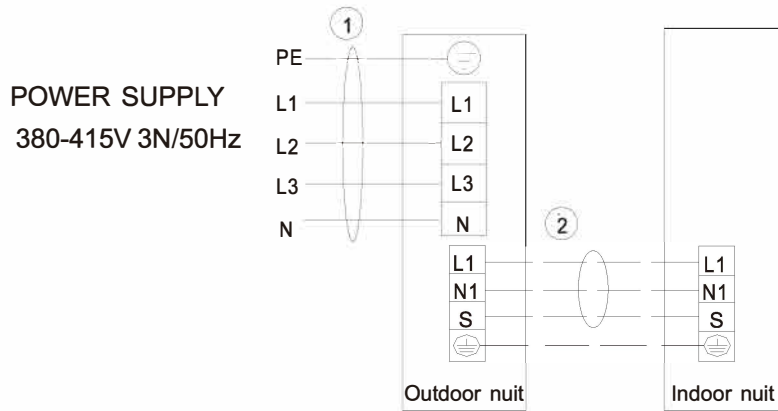 1
PE
POWER SUPPLY
380-415V 3N/50Hz
L1
L2
L3
N
L1
L2
L3
N
2
L1
N1
S
L1
N1
S
Outdoor nuit
Indoor nuit